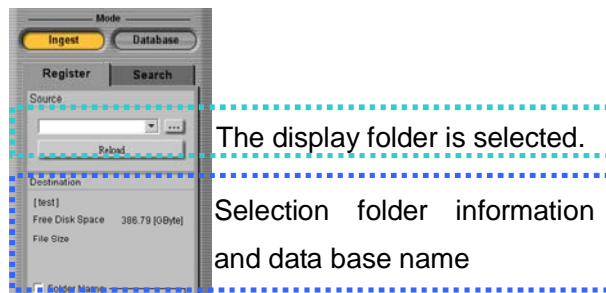 Mode
Ingest Database
Register Search
Source
...
Reload
The display folder is selected.
Destination
[test]
Free Disk Space 386.79 [GByte]
File Size
Selection folder information
and data base name
Folder Name